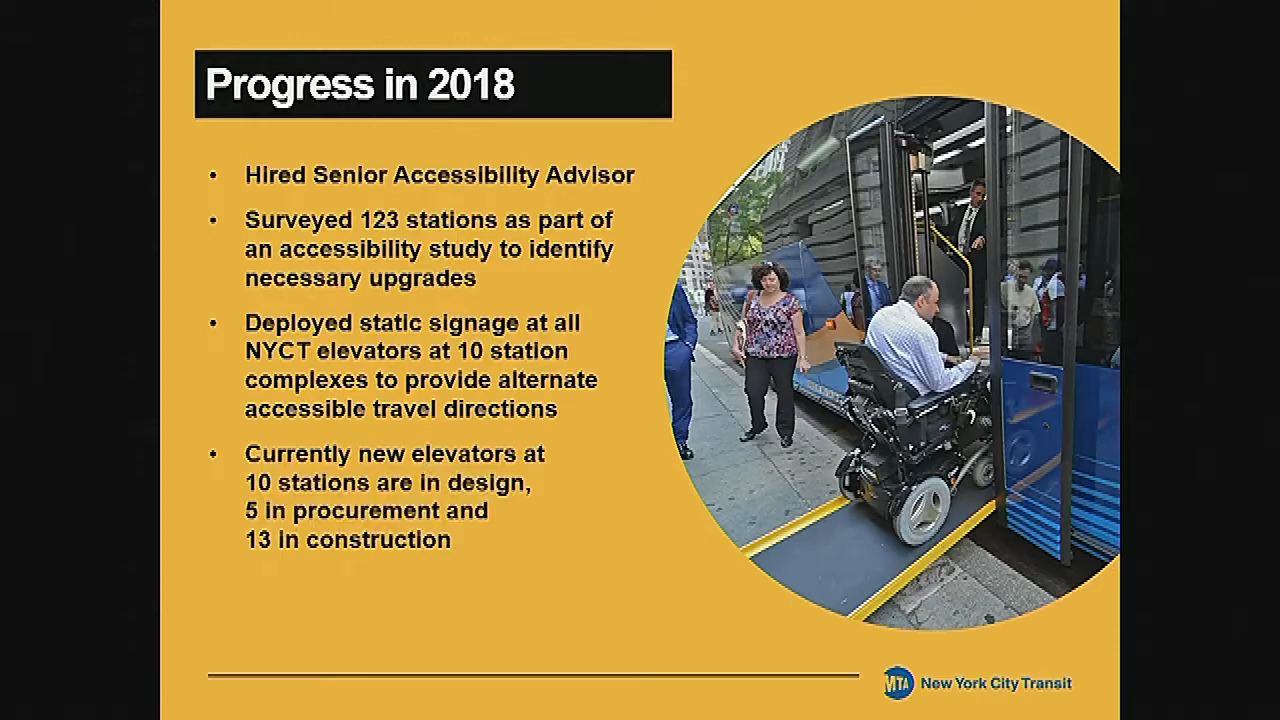 Progress in 2018
• Hired Senior Accessibility Advisor
• Surveyed 123 stations as part of
an accessibility study to identify
necessary upgrades
• Deployed static signage at all
NYCT elevators at 10 station
complexes to provide alternate
accessible travel directions
• Currently new elevators at
10 stations are in design,
5 in procurement and
13 in construction
MTA New York City Transit